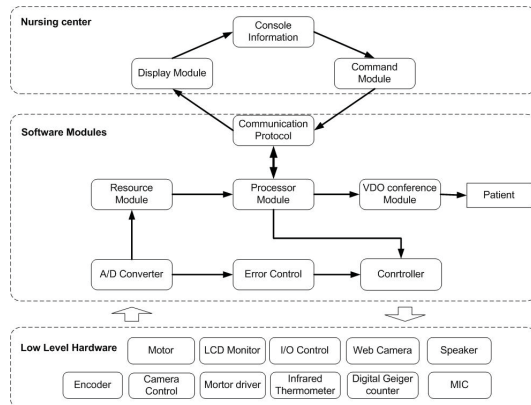 Nursing center
Console
Information
Display Module
Command
Module
Communication
Protocol
Software Modules
Resource
Module
Processor
Module
VDO conference
Module
Patient
A/D Converter
Error Control
Conrtroller
Low Level Hardware
Motor
LCD Monitor
I/O Control
Web Camera
Speaker
Encoder
Camera
Control
Mortor driver
Infrared
Thermometer
Digital Geiger
counter
MIC